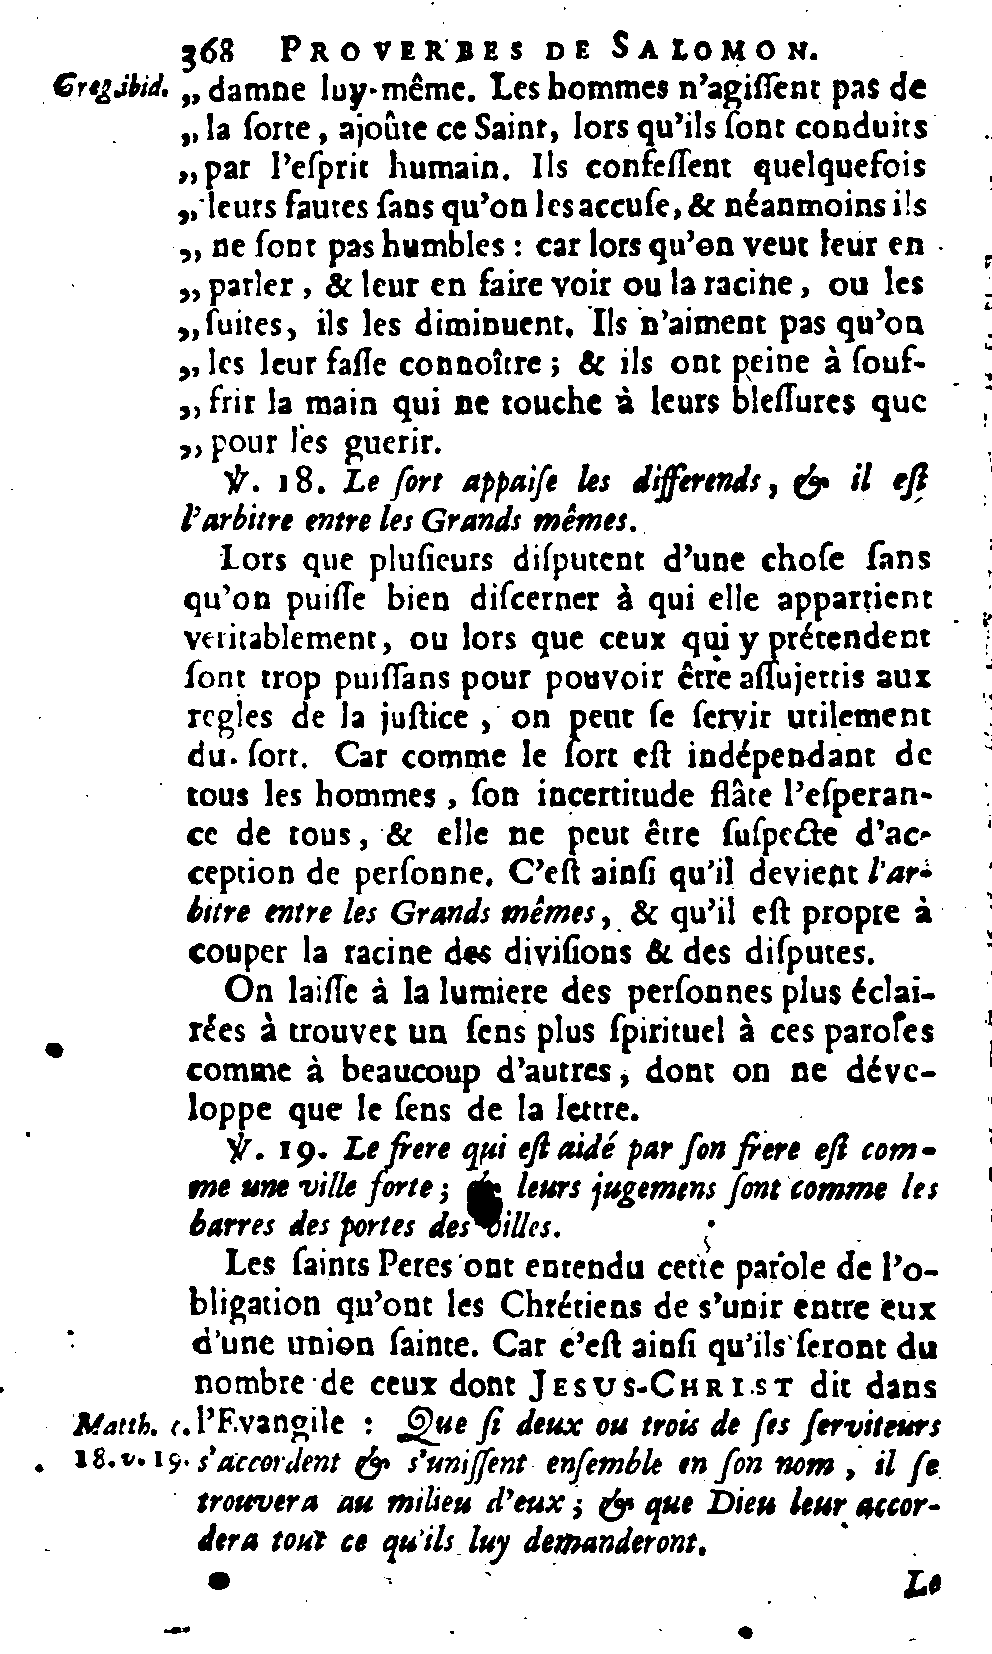 368 PROVERBES DE SALOMON.
Greg. ibid. „ damne luy-même. Les hommes n'agiſſent pas de
„ la ſorte, ajoûte ce Saint, lors qu'ils ſont conduits
„ par l'eſprit humain. Ils confeſſent quelquefois
„ leurs fautes ſans qu'on les accuſe, & néanmoins ils
„ ne ſont pas humbles : car lors qu'on veut leur en
„ parler, & leur en faire voir ou la racine, ou les
„ ſuites, ils les diminuent. Ils n'aiment pas qu'on
„ les leur faſſe connoître ; & ils ont peine à ſouf-
„ frir la main qui ne touche à leurs bleſſures que
„ pour les guerir.
℣. 18. Le ſort appaiſe les differends, & il eſt
l'arbitre entre les Grands mêmes.
Lors que pluſieurs diſputent d'une choſe ſans
qu'on puiſſe bien diſcerner à qui elle appartient
veritablement, ou lors que ceux qui y prétendent
ſont trop puiſſans pour pouvoir être aſſujettis aux
regles de la juſtice, on peut ſe ſervir utilement
du ſort. Car comme le ſort eſt indépendant de
tous les hommes, ſon incertitude flâte l'eſperan-
ce de tous, & elle ne peut être ſuſpecte d'ac-
ception de perſonne. C'eſt ainſi qu'il devient l'ar-
bitre entre les Grands mêmes, & qu'il eſt propre à
couper la racine des diviſions & des diſputes.
On laiſſe à la lumiere des perſonnes plus éclai-
rées à trouver un ſens plus ſpirituel à ces paroles
comme à beaucoup d'autres, dont on ne déve-
loppe que le ſens de la lettre.
℣. 19. Le frere qui eſt aidé par ſon frere eſt com-
me une ville forte ; & leurs jugemens ſont comme les
barres des portes des villes.
Les ſaints Peres ont entendu cette parole de l'o-
bligation qu'ont les Chrétiens de s'unir entre eux
d'une union ſainte. Car c'eſt ainſi qu'ils ſeront du
nombre de ceux dont JESUS-CHRIST dit dans
Matth. c. l'Evangile : Que ſi deux ou trois de ſes ſerviteurs
18. v. 19. s'accordent & s'uniſſent enſemble en ſon nom, il ſe
trouvera au milieu d'eux ; & que Dieu leur accor-
dera tout ce qu'ils luy demanderont.
Le